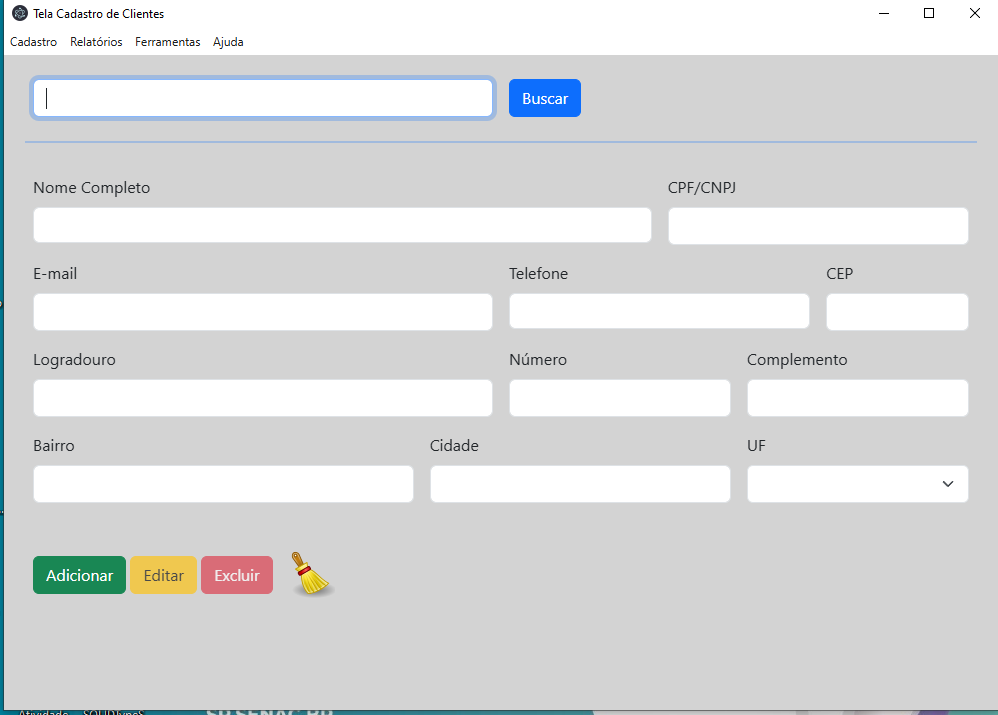 Tela Cadastro de Clientes
Cadastro Relatórios Ferramentas Ajuda
Buscar
Nome Completo CPF/CNPJ
E-mail Telefone CEP
Logradouro Número Complemento
Bairro Cidade UF
Adicionar Editar Excluir